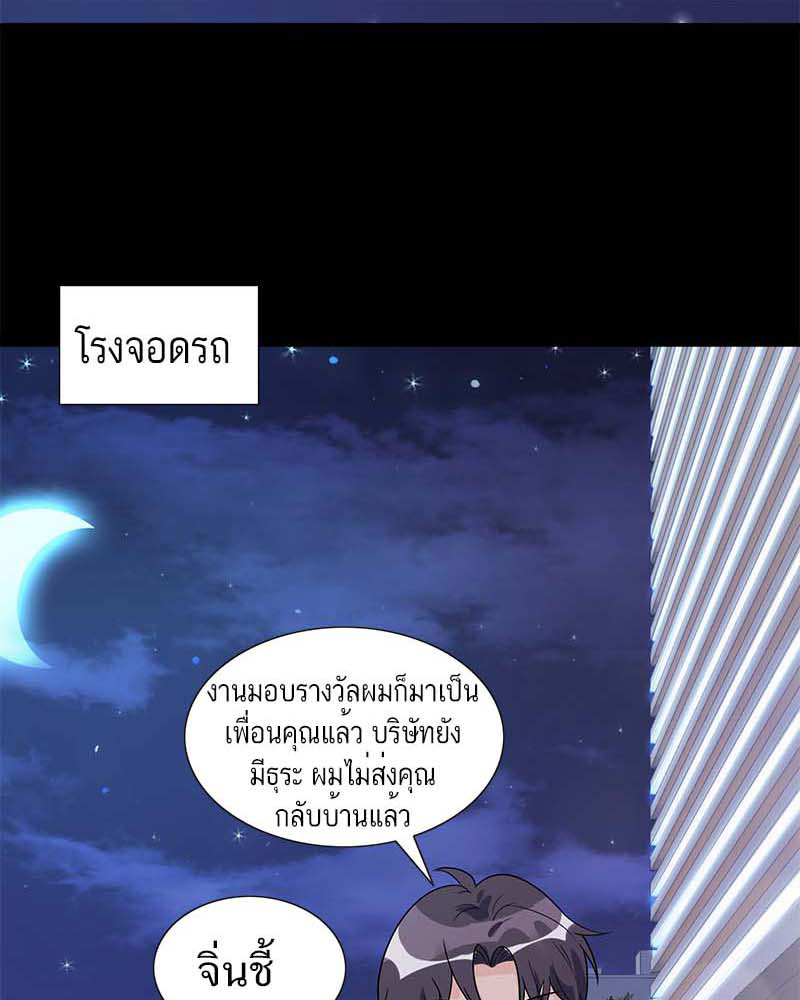 โรงจอดรถ
งานมอบรางวัลผมก็มาเป็น
เพื่อนคุณแล้ว บริษัทยัง
มีธุระ ผมไม่ส่งคุณ
กลับบ้านแล้ว
จิ่นซี้